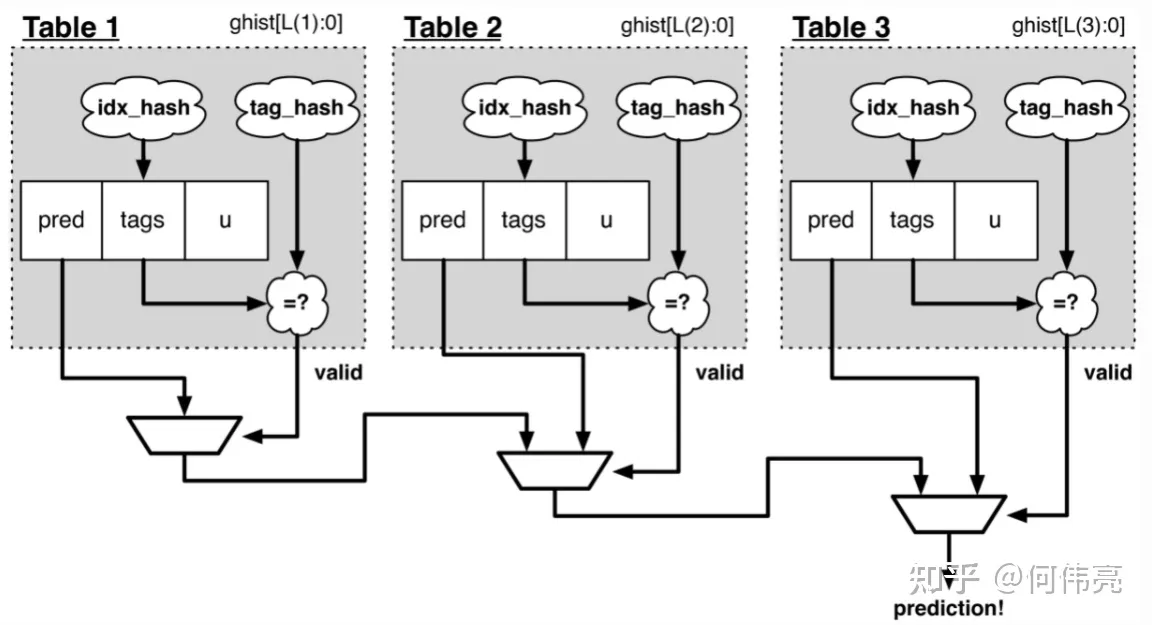 Table 1
ghist[L(1):0]
idx_hash
tag_hash
pred
tags
u
=?
valid
Table 2
ghist[L(2):0]
idx_hash
tag_hash
pred
tags
u
=?
valid
Table 3
ghist[L(3):0]
idx_hash
tag_hash
pred
tags
u
=?
valid
prediction!
知乎 @何伟亮